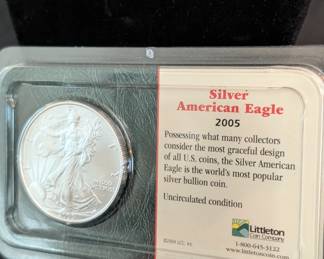 Silver
American Eagle
2005
Possessing what many collectors
consider the most graceful design
of all U.S. coins, the Silver American
Eagle is the world's most popular
silver bullion coin.
Uncirculated condition
Littleton
Coin Company
1-800-645-3122
www.littletoncoin.com